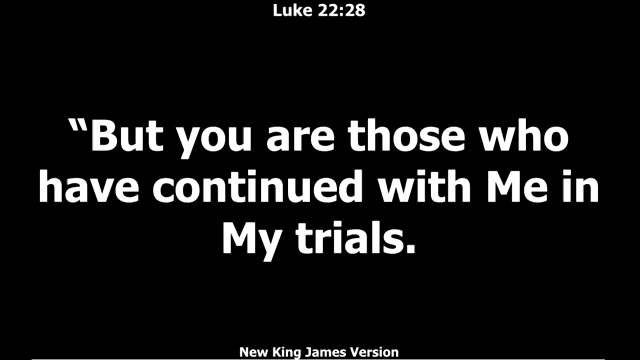 Luke 22:28
“But you are those who
have continued with Me in
My trials.
New King James Version